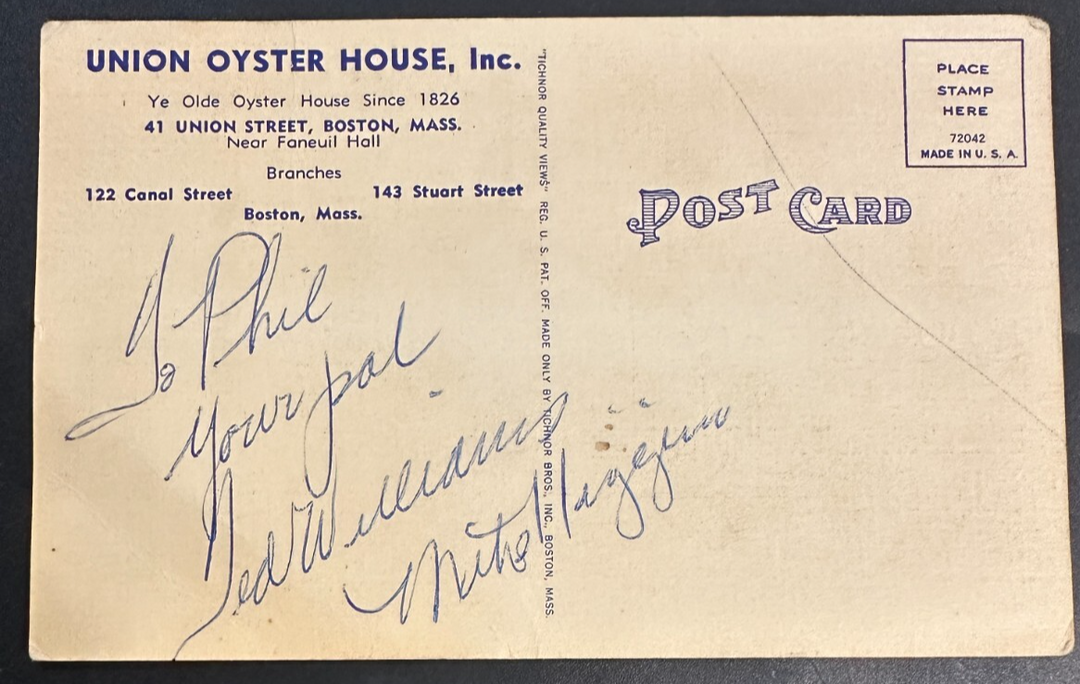 UNION OYSTER HOUSE, Inc.
Ye Olde Oyster House Since 1826
41 UNION STREET, BOSTON, MASS.
Near Faneuil Hall
Branches
122 Canal Street 143 Stuart Street
Boston, Mass.
To Phil
Your pal
Ted Williams
Mike Higgins
"TICHNOR QUALITY VIEWS" REG. U. S. PAT. OFF. MADE ONLY BY TICHNOR BROS., INC., BOSTON, MASS.
POST CARD
PLACE
STAMP
HERE
72042
MADE IN U. S. A.